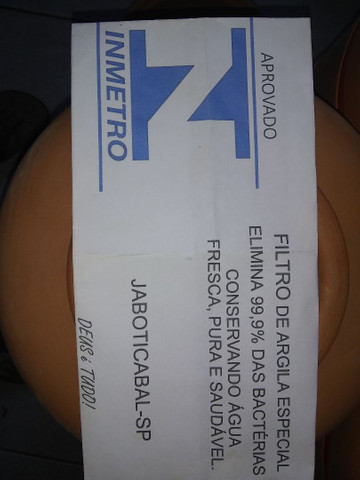 APROVADO
INMETRO
FILTRO DE ARGILA ESPECIAL
ELIMINA 99,9% DAS BACTÉRIAS
CONSERVANDO ÁGUA
FRESCA, PURA E SAUDÁVEL.
JABOTICABAL-SP
DEUS é TUDO!